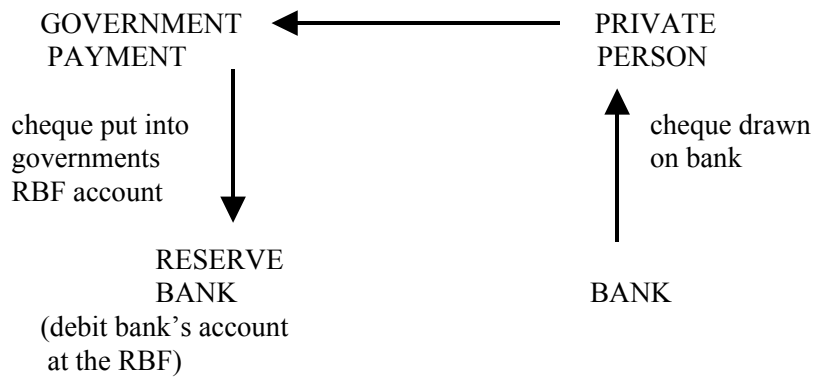 GOVERNMENT
PAYMENT
PRIVATE
PERSON
cheque put into
governments
RBF account
cheque drawn
on bank
RESERVE
BANK
(debit bank's account
at the RBF)
BANK